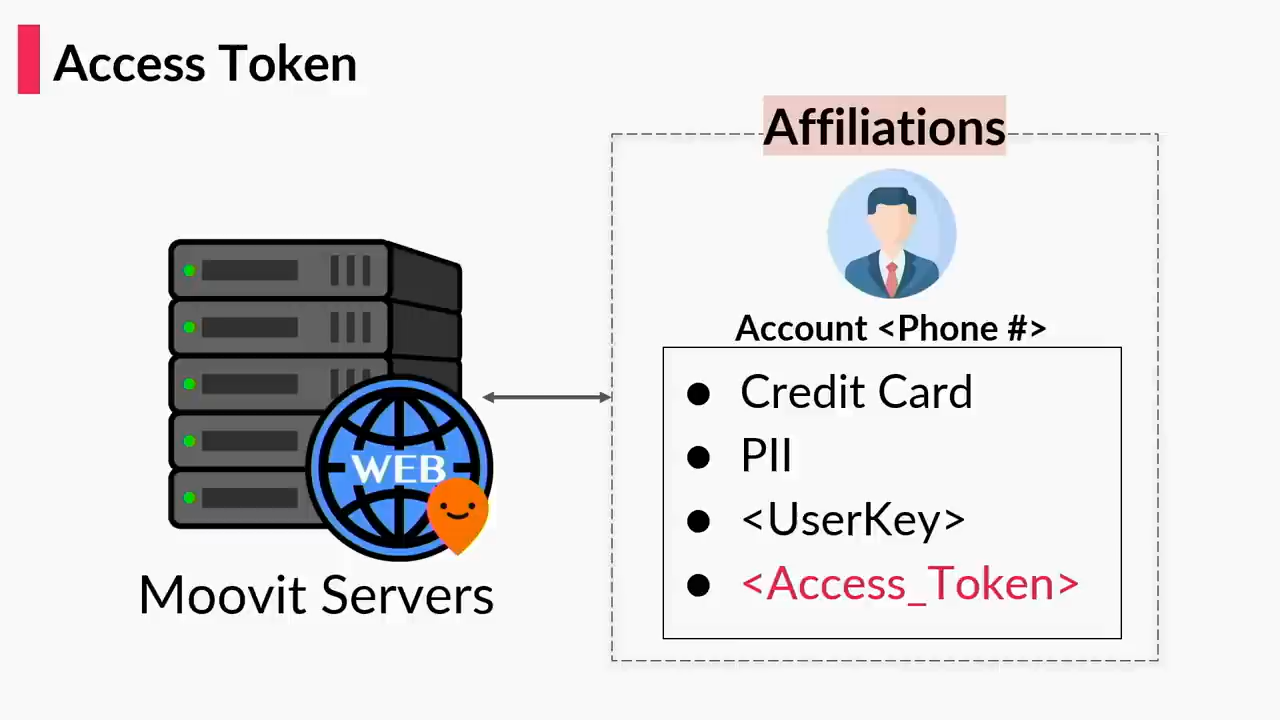 Access Token
Affiliations
Account <Phone #>
● Credit Card
● PII
● <UserKey>
● <Access_Token>
WEB
Moovit Servers